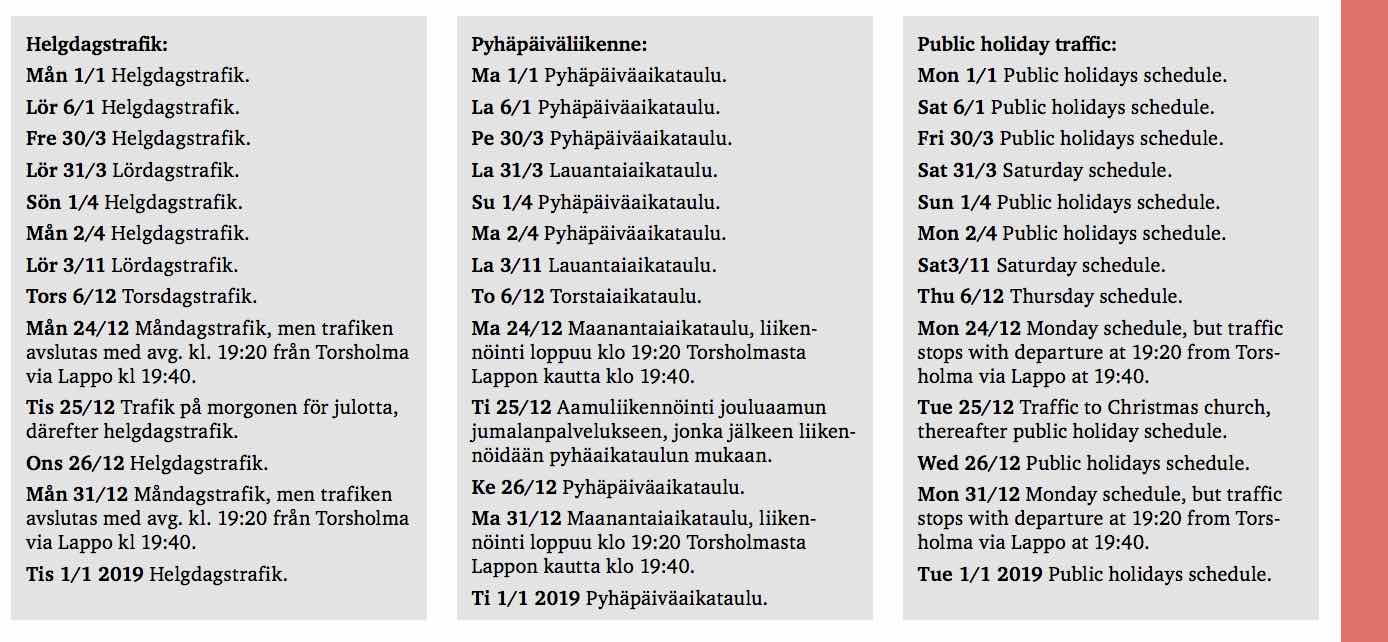 Helgdagstrafik:
Mån 1/1 Helgdagstrafik.
Lör 6/1 Helgdagstrafik.
Fre 30/3 Helgdagstrafik.
Lör 31/3 Lördagstrafik.
Sön 1/4 Helgdagstrafik.
Mån 2/4 Helgdagstrafik.
Lör 3/11 Lördagstrafik.
Tors 6/12 Torsdagstrafik.
Mån 24/12 Måndagstrafik, men trafiken
avslutas med avg. kl. 19:20 från Torsholma
via Lappo kl 19:40.
Tis 25/12 Trafik på morgonen för julotta,
därefter helgdagstrafik.
Ons 26/12 Helgdagstrafik.
Mån 31/12 Måndagstrafik, men trafiken
avslutas med avg. kl. 19:20 från Torsholma
via Lappo kl 19:40.
Tis 1/1 2019 Helgdagstrafik.
Pyhäpäiväliikenne:
Ma 1/1 Pyhäpäiväaikataulu.
La 6/1 Pyhäpäiväaikataulu.
Pe 30/3 Pyhäpäiväaikataulu.
La 31/3 Lauantaiaikataulu.
Su 1/4 Pyhäpäiväaikataulu.
Ma 2/4 Pyhäpäiväaikataulu.
La 3/11 Lauantaiaikataulu.
To 6/12 Torstaiaikataulu.
Ma 24/12 Maanantaiaikataulu, liiken-
nöinti loppuu klo 19:20 Torsholmasta
Lappon kautta klo 19:40.
Ti 25/12 Aamuliikennöinti jouluaamun
jumalanpalvelukseen, jonka jälkeen liiken-
nöidään pyhäaikataulun mukaan.
Ke 26/12 Pyhäpäiväaikataulu.
Ma 31/12 Maanantaiaikataulu, liiken-
nöinti loppuu klo 19:20 Torsholmasta
Lappon kautta klo 19:40.
Ti 1/1 2019 Pyhäpäiväaikataulu.
Public holiday traffic:
Mon 1/1 Public holidays schedule.
Sat 6/1 Public holidays schedule.
Fri 30/3 Public holidays schedule.
Sat 31/3 Saturday schedule.
Sun 1/4 Public holidays schedule.
Mon 2/4 Public holidays schedule.
Sat3/11 Saturday schedule.
Thu 6/12 Thursday schedule.
Mon 24/12 Monday schedule, but traffic
stops with departure at 19:20 from Tors-
holma via Lappo at 19:40.
Tue 25/12 Traffic to Christmas church,
thereafter public holiday schedule.
Wed 26/12 Public holidays schedule.
Mon 31/12 Monday schedule, but traffic
stops with departure at 19:20 from Tors-
holma via Lappo at 19:40.
Tue 1/1 2019 Public holidays schedule.